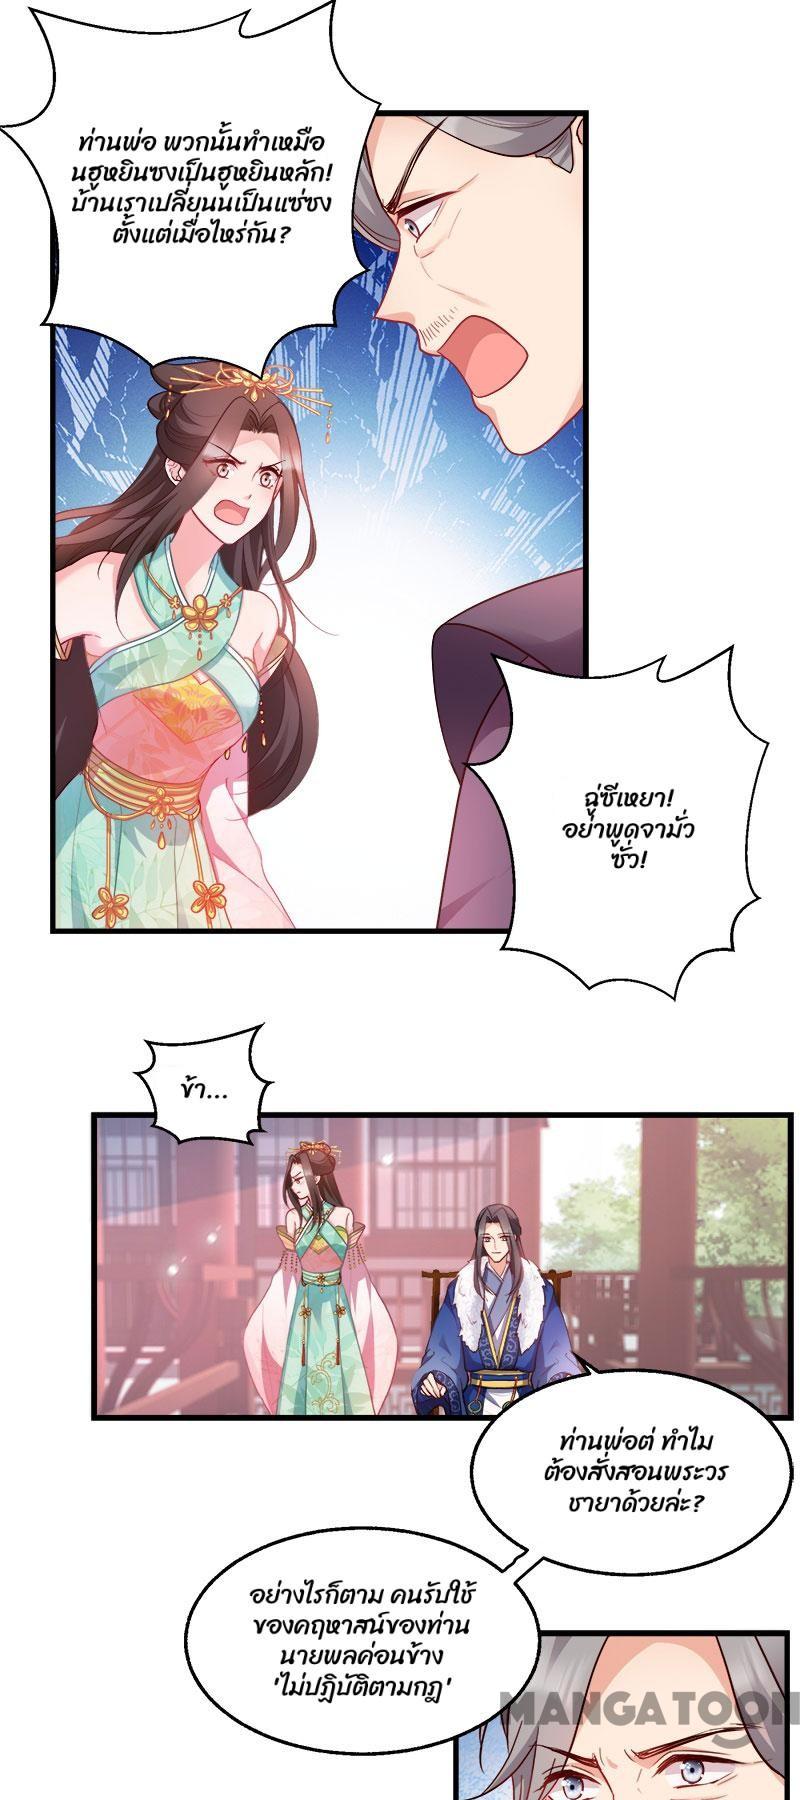 ท่านพ่อ พวกนั้นทำเหมือ
นฮูหยินซงเป็นฮูหยินหลัก!
บ้านเราเปลี่ยนนเป็นแซ่ซง
ตั้งแต่เมื่อไหร่กัน?
ฉู่ซีเหยา!
อย่าพูดจามั่ว
ซั่ว!
ข้า...
ท่านพ่อต่ ทำไม
ต้องสั่งสอนพระวร
ชายาด้วยล่ะ?
อย่างไรก็ตาม คนรับใช้
ของคฤหาสน์ของท่าน
นายพลค่อนข้าง
'ไม่ปฏิบัติตามกฎ'
MANGATOON